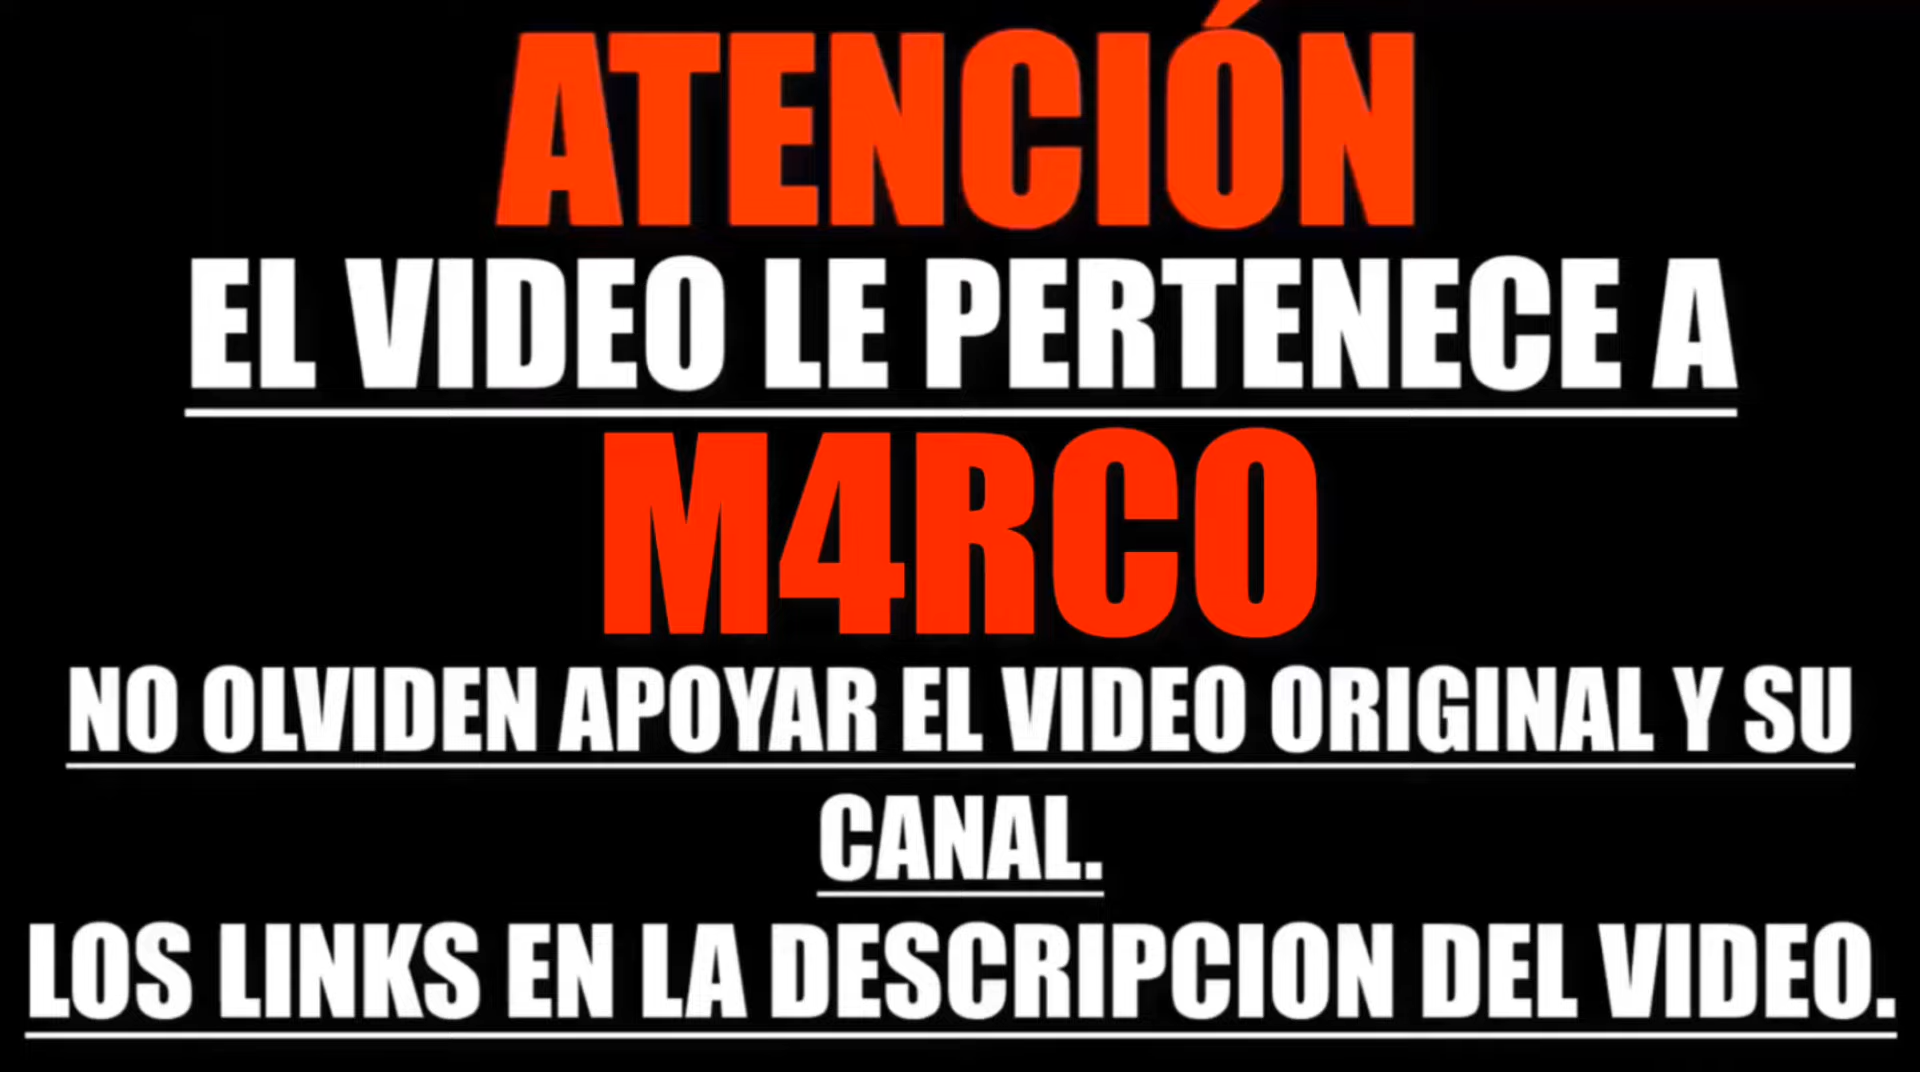 ATENCIÓN
EL VIDEO LE PERTENECE A
M4RCO
NO OLVIDEN APOYAR EL VIDEO ORIGINAL Y SU
CANAL.
LOS LINKS EN LA DESCRIPCION DEL VIDEO.